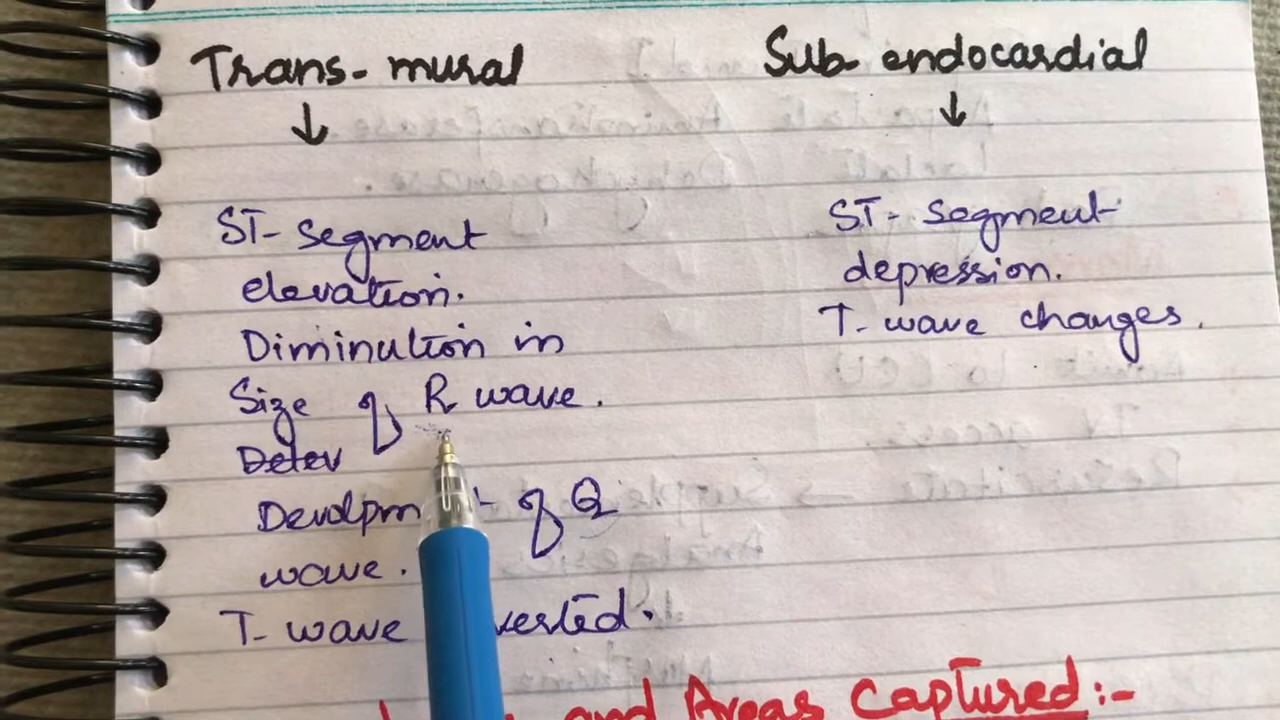 Trans-mural
↓
ST-segment
elevation.
Diminution in
Size of R wave.
Detev
of Q
wave.
T-wave
Sub-endocardial
↓
ST-segment
depression.
T-wave changes.
and Areas Captured:-